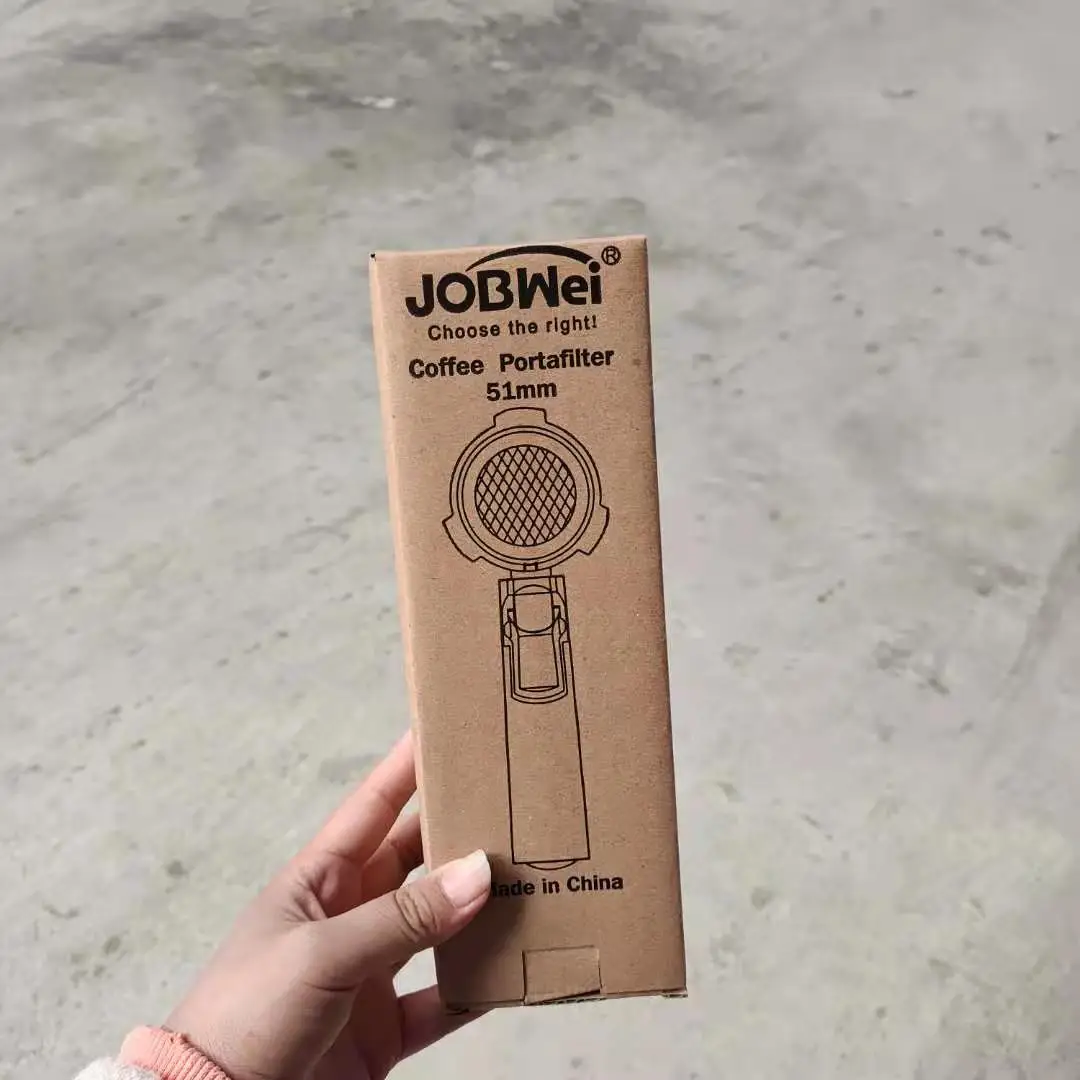 JOBWei®
Choose the right!
Coffee Portafilter
51mm
ade in China